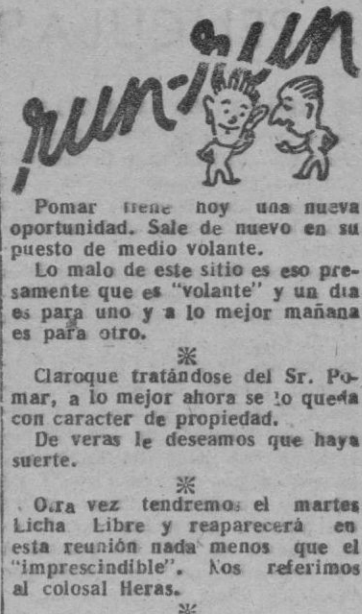 run-run
Pomar tiene hoy una nueva
oportunidad. Sale de nuevo en su
puesto de medio volante.
Lo malo de este sitio es eso pre-
samente que es "volante" y un dia
es para uno y a lo mejor mañana
es para otro.
Claroque tratándose del Sr. Po-
mar, a lo mejor ahora se lo queda
con caracter de propiedad.
De veras le deseamos que haya
suerte.
Otra vez tendremos el martes
Licha Libre y reaparecerá en
esta reunión nada menos que el
"imprescindible". Nos referimos
al colosal Heras.